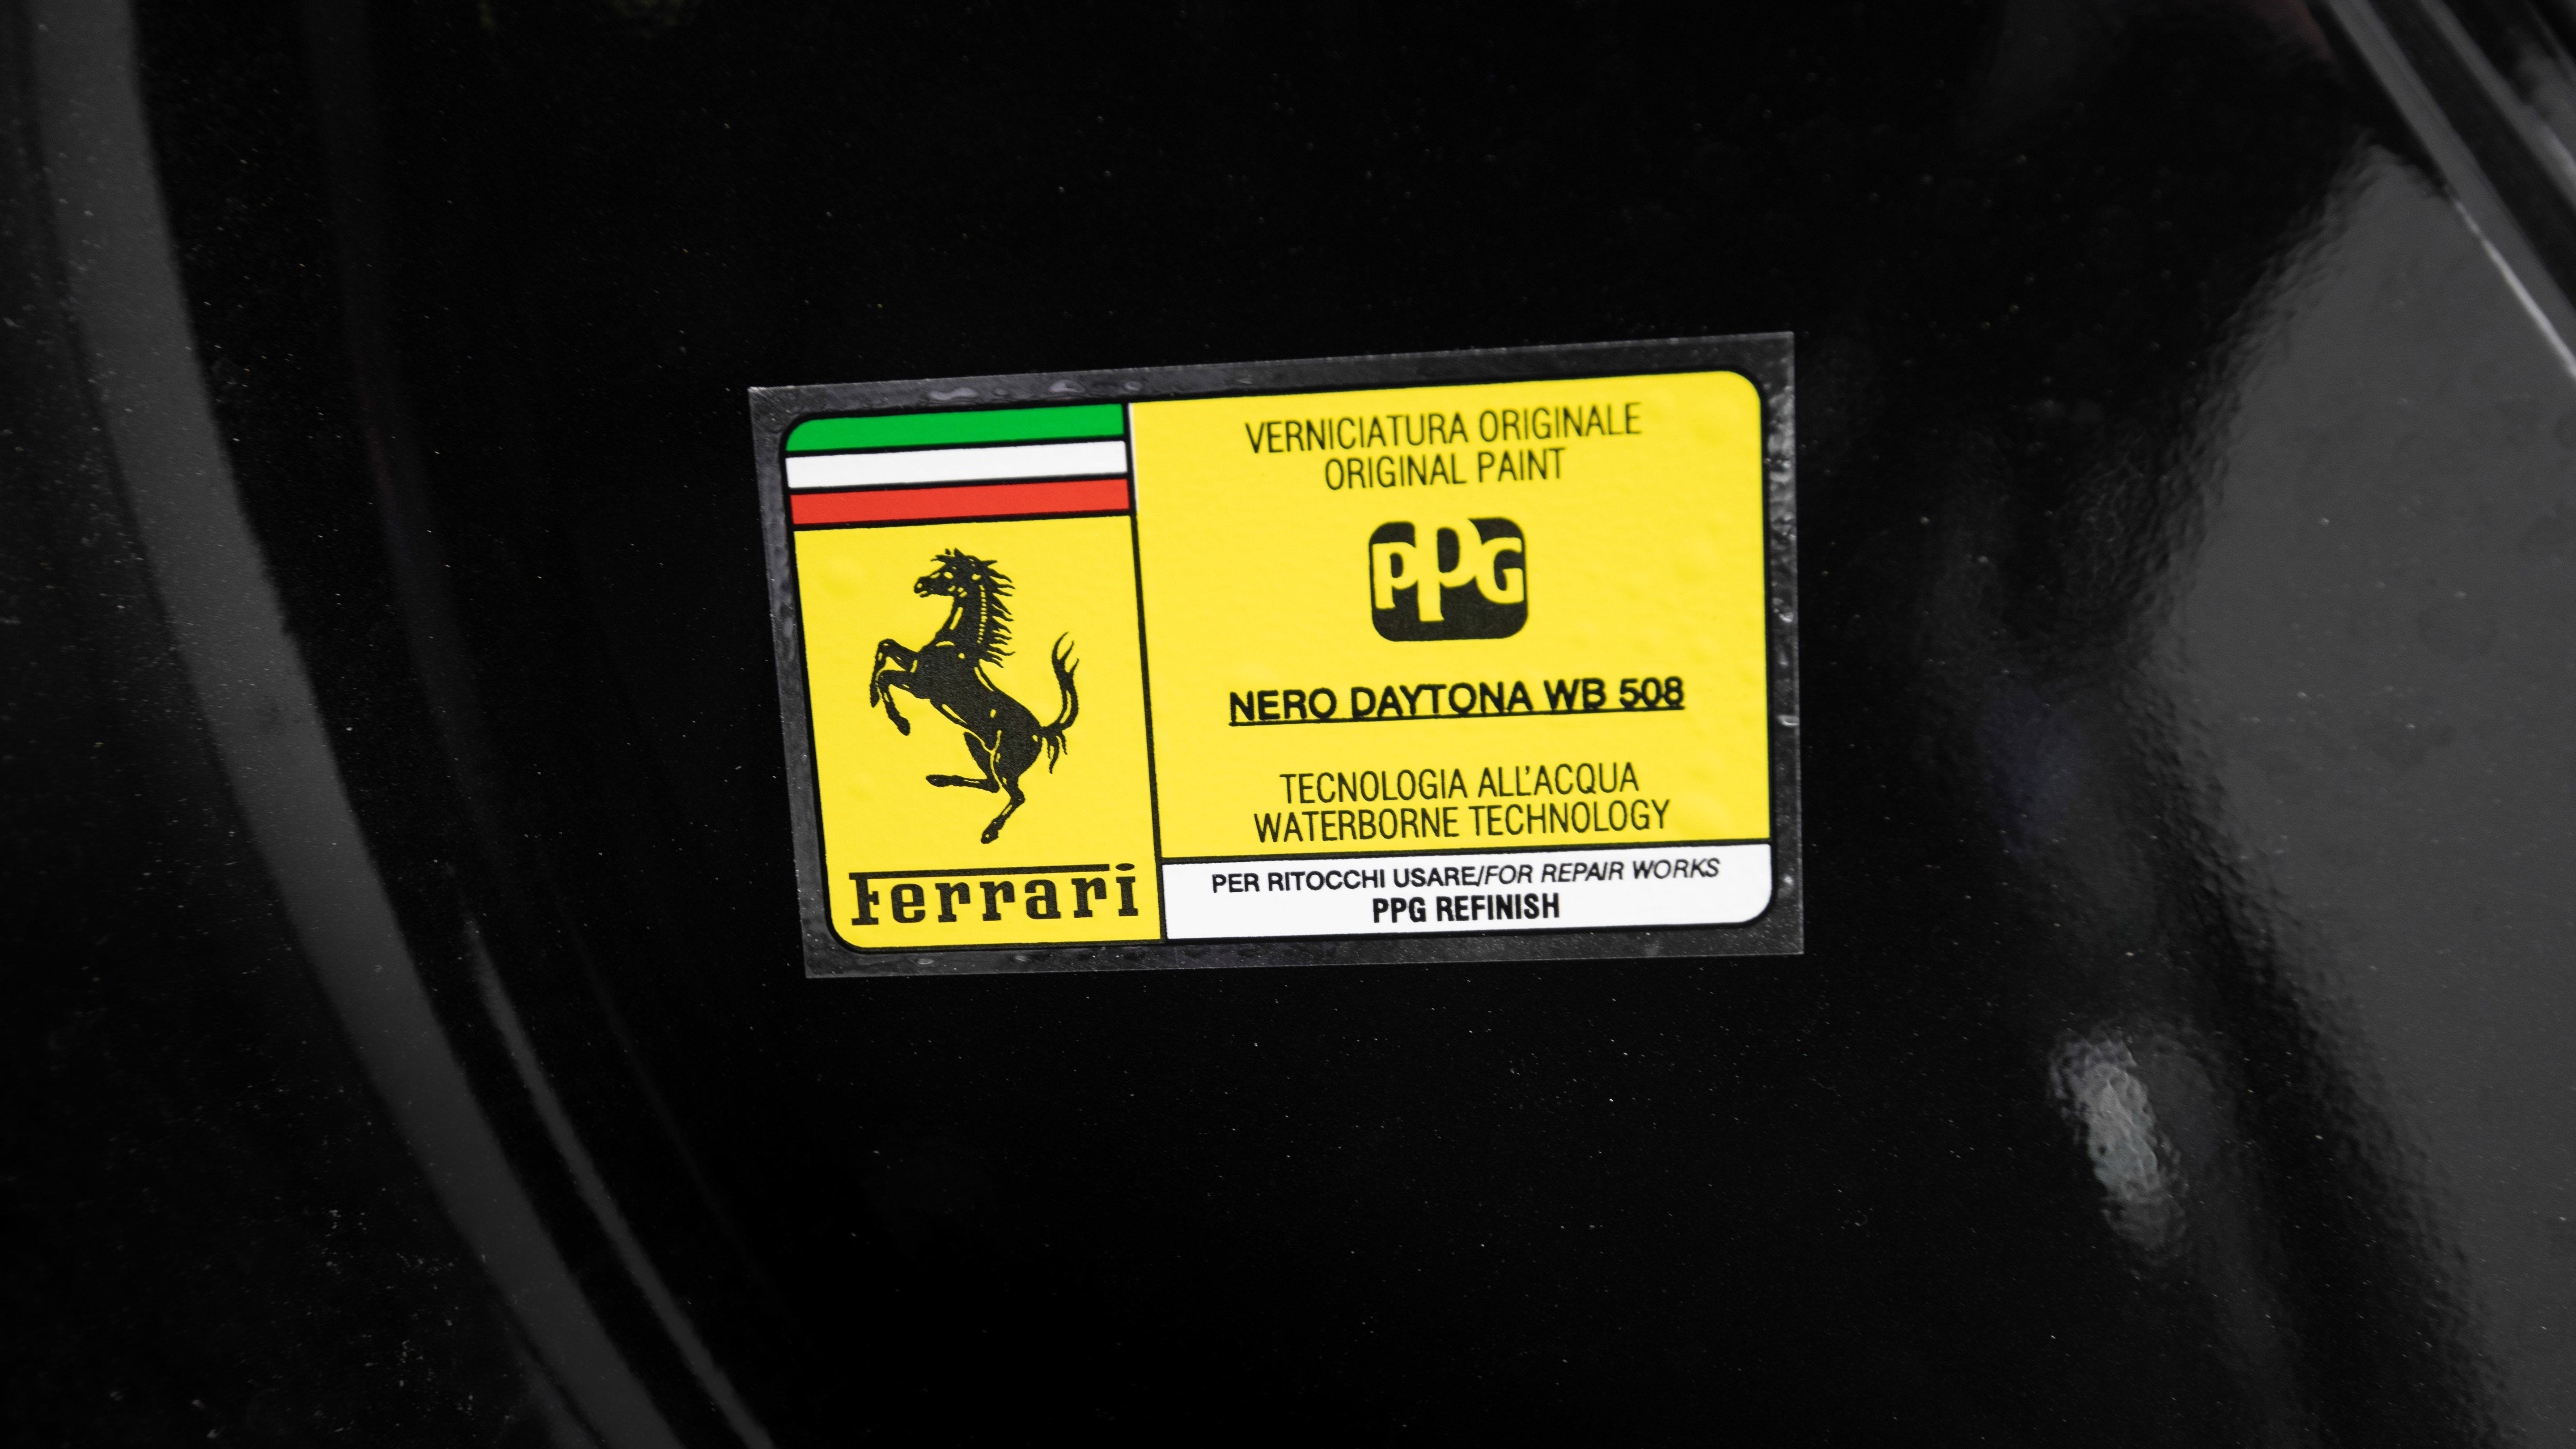 VERNICIATURA ORIGINALE
ORIGINAL PAINT
PPG
NERO DAYTONA WB 508
TECNOLOGIA ALL'ACQUA
WATERBORNE TECHNOLOGY
Ferrari
PER RITOCCHI USARE/FOR REPAIR WORKS
PPG REFINISH